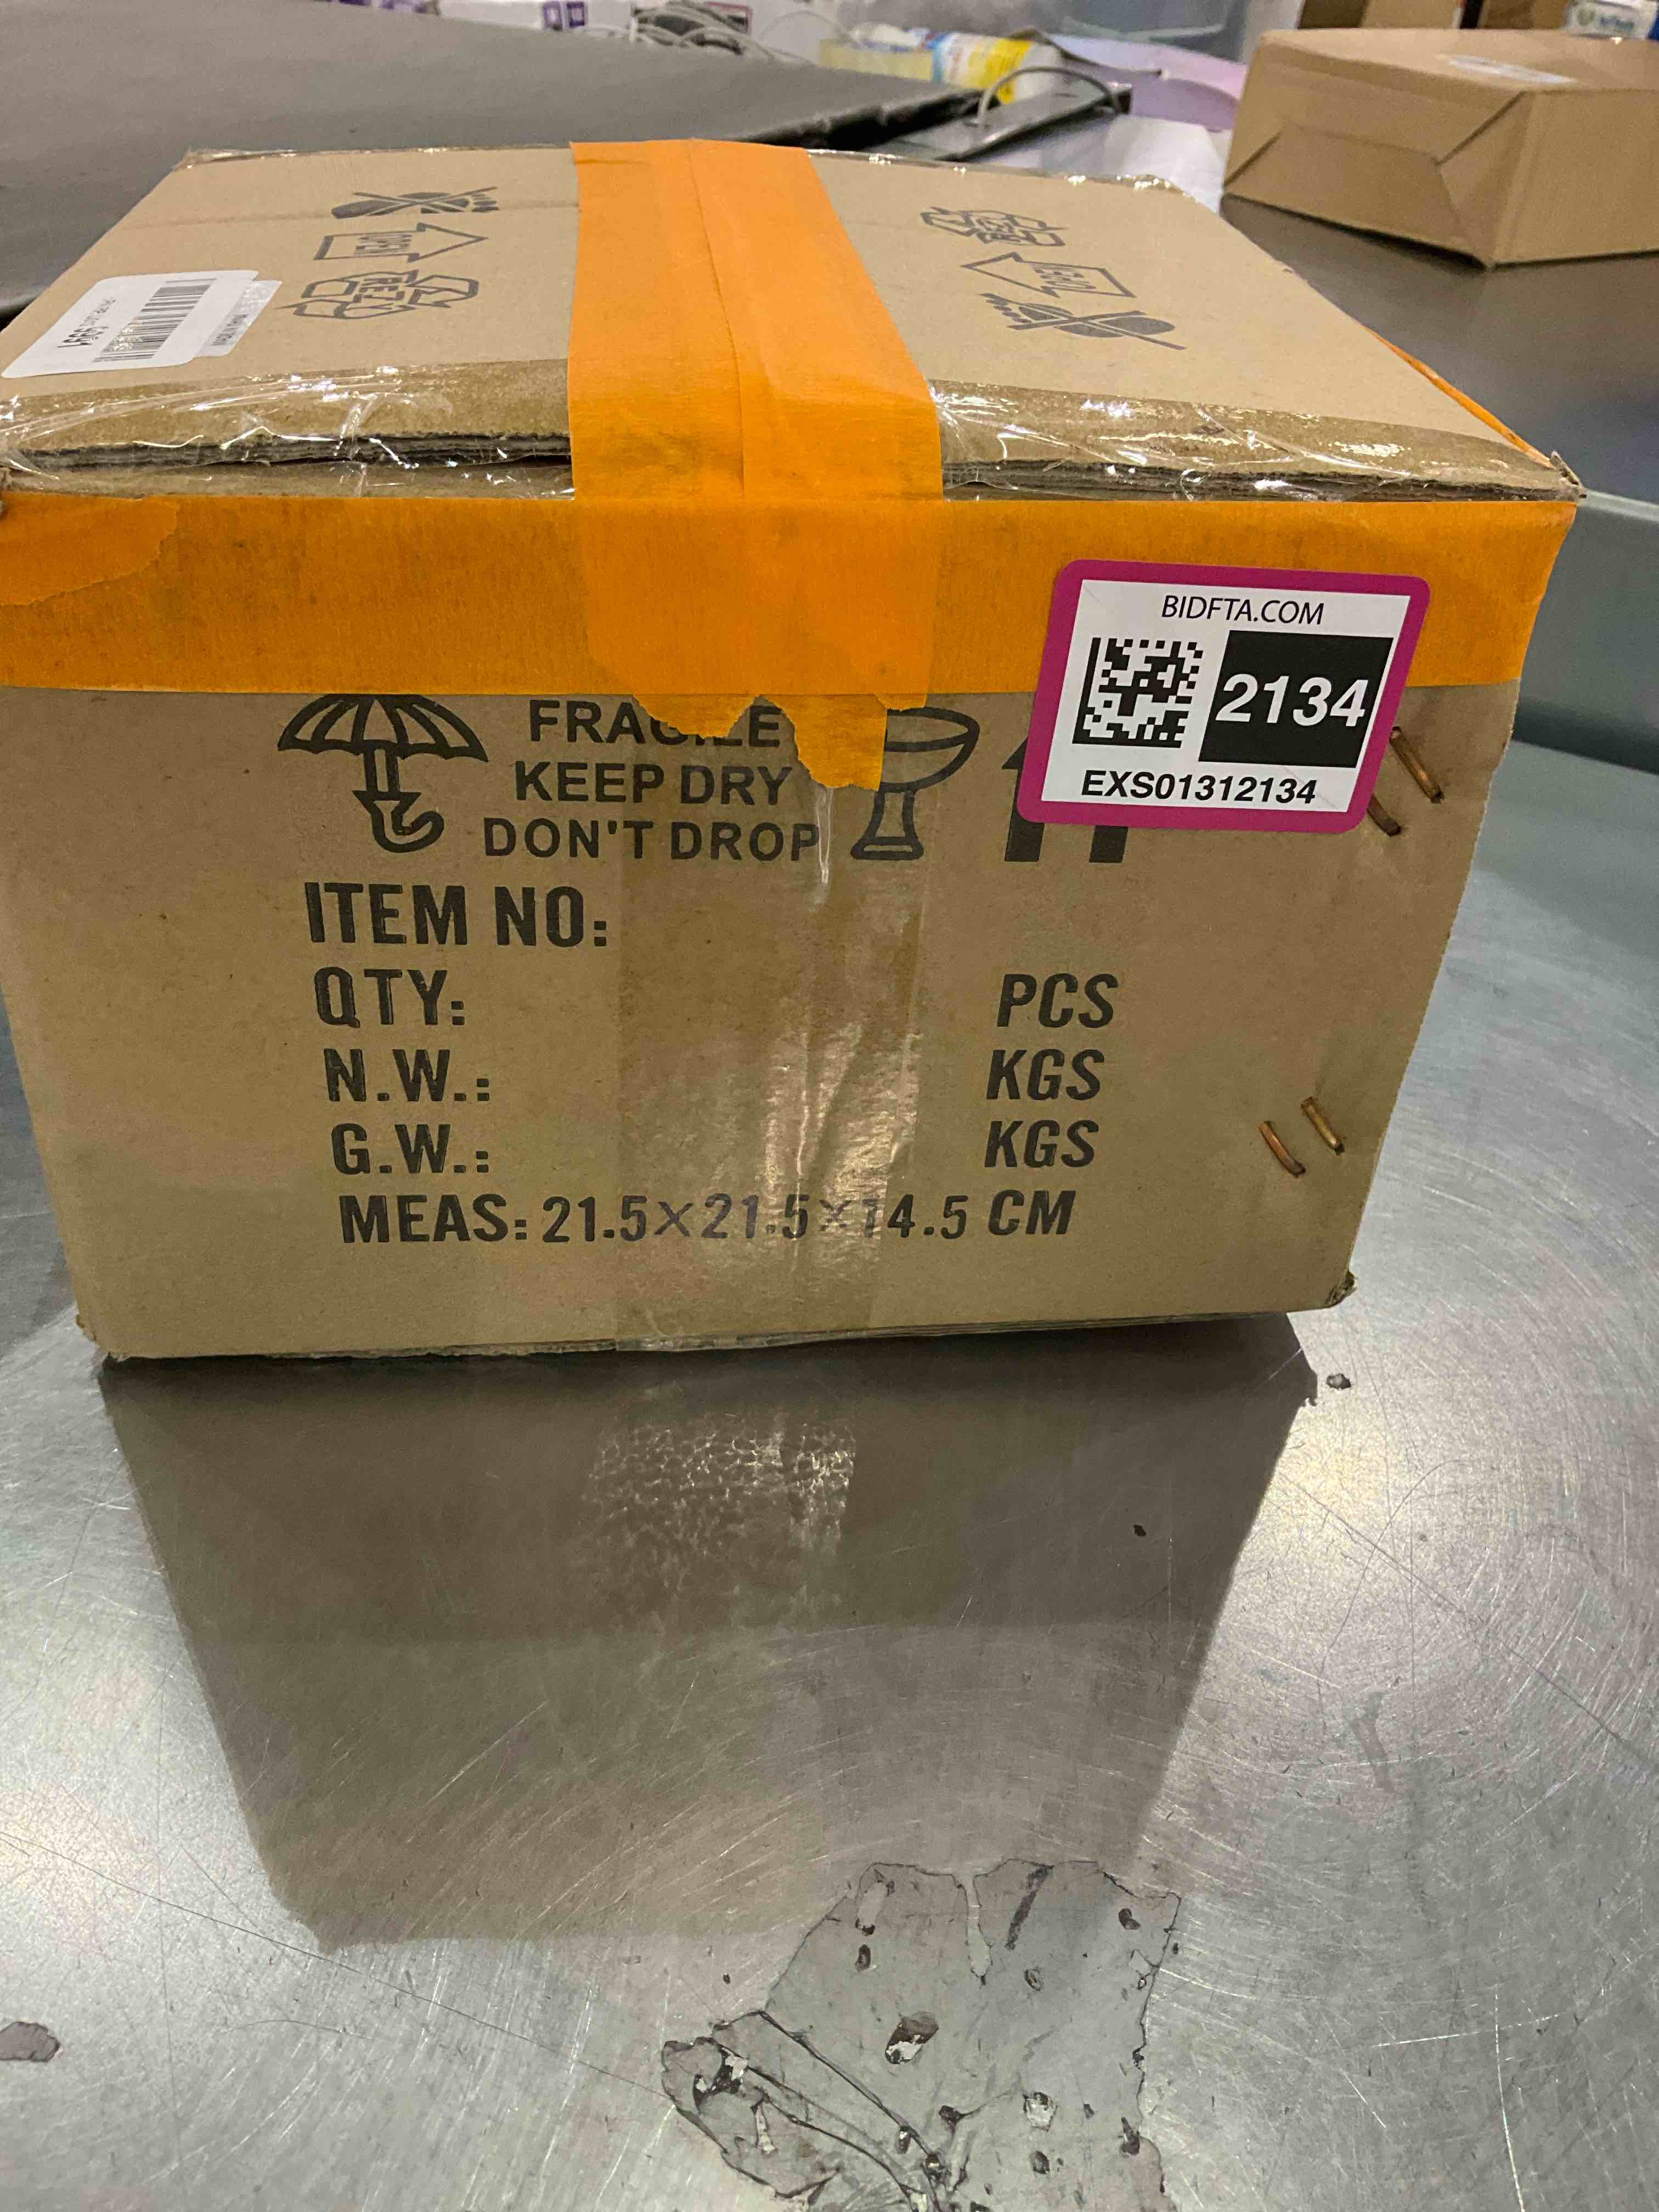 BIDFTA.COM
2134
EXS01312134
FRAGILE
KEEP DRY
DON'T DROP
ITEM NO:
QTY: PCS
N.W.: KGS
G.W.: KGS
MEAS: 21.5×21.5×14.5 CM